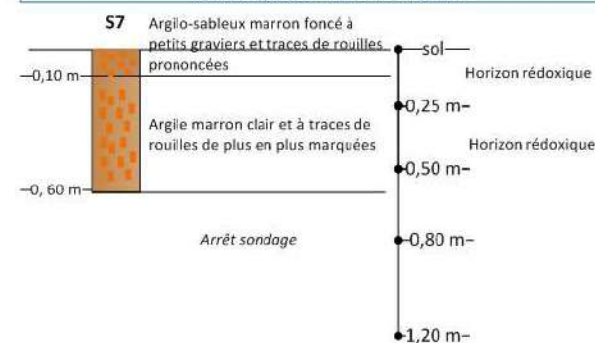 S7
Argilo-sableux marron foncé à
petits graviers et traces de rouilles
prononcées
sol
0,10 m
Horizon rédoxique
0,25 m
Argile marron clair et à traces de
rouilles de plus en plus marquées
Horizon rédoxique
0,50 m
0, 60 m
Arrêt sondage
0,80 m
1,20 m